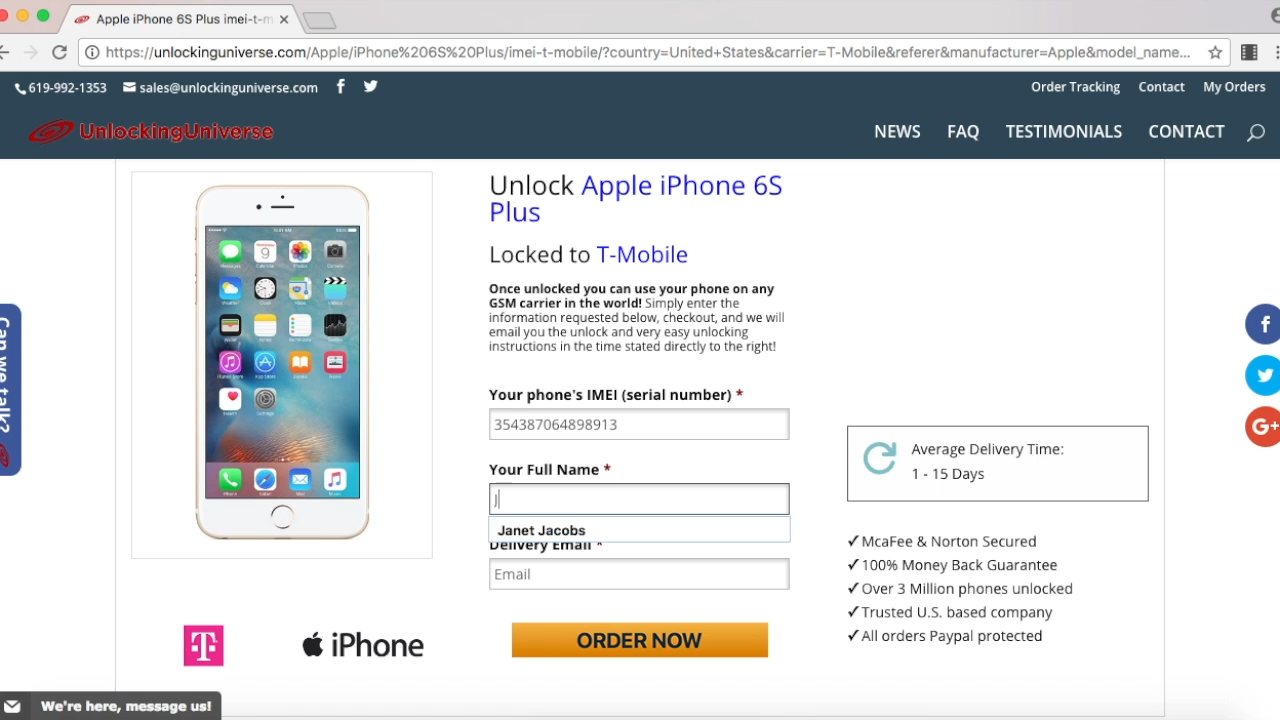 Apple iPhone 6S Plus imei-t-m
https://unlockinguniverse.com/Apple/iPhone%206S%20Plus/imei-t-mobile/?country=United+States&carrier=T-Mobile&referer&manufacturer=Apple&model_name...
619-992-1353 sales@unlockinguniverse.com
Order Tracking Contact My Orders
UnlockingUniverse
NEWS FAQ TESTIMONIALS CONTACT
Unlock Apple iPhone 6S
Plus
Locked to T-Mobile
Once unlocked you can use your phone on any
GSM carrier in the world! Simply enter the
information requested below, checkout, and we will
email you the unlock and very easy unlocking
instructions in the time stated directly to the right!
Your phone's IMEI (serial number) *
354387064898913
Your Full Name *
J
Janet Jacobs
Delivery Email *
Email
ORDER NOW
Average Delivery Time:
1 - 15 Days
✓McAfee & Norton Secured
✓100% Money Back Guarantee
✓Over 3 Million phones unlocked
✓Trusted U.S. based company
✓All orders Paypal protected
Can we talk?
G+
T
iPhone
We're here, message us!